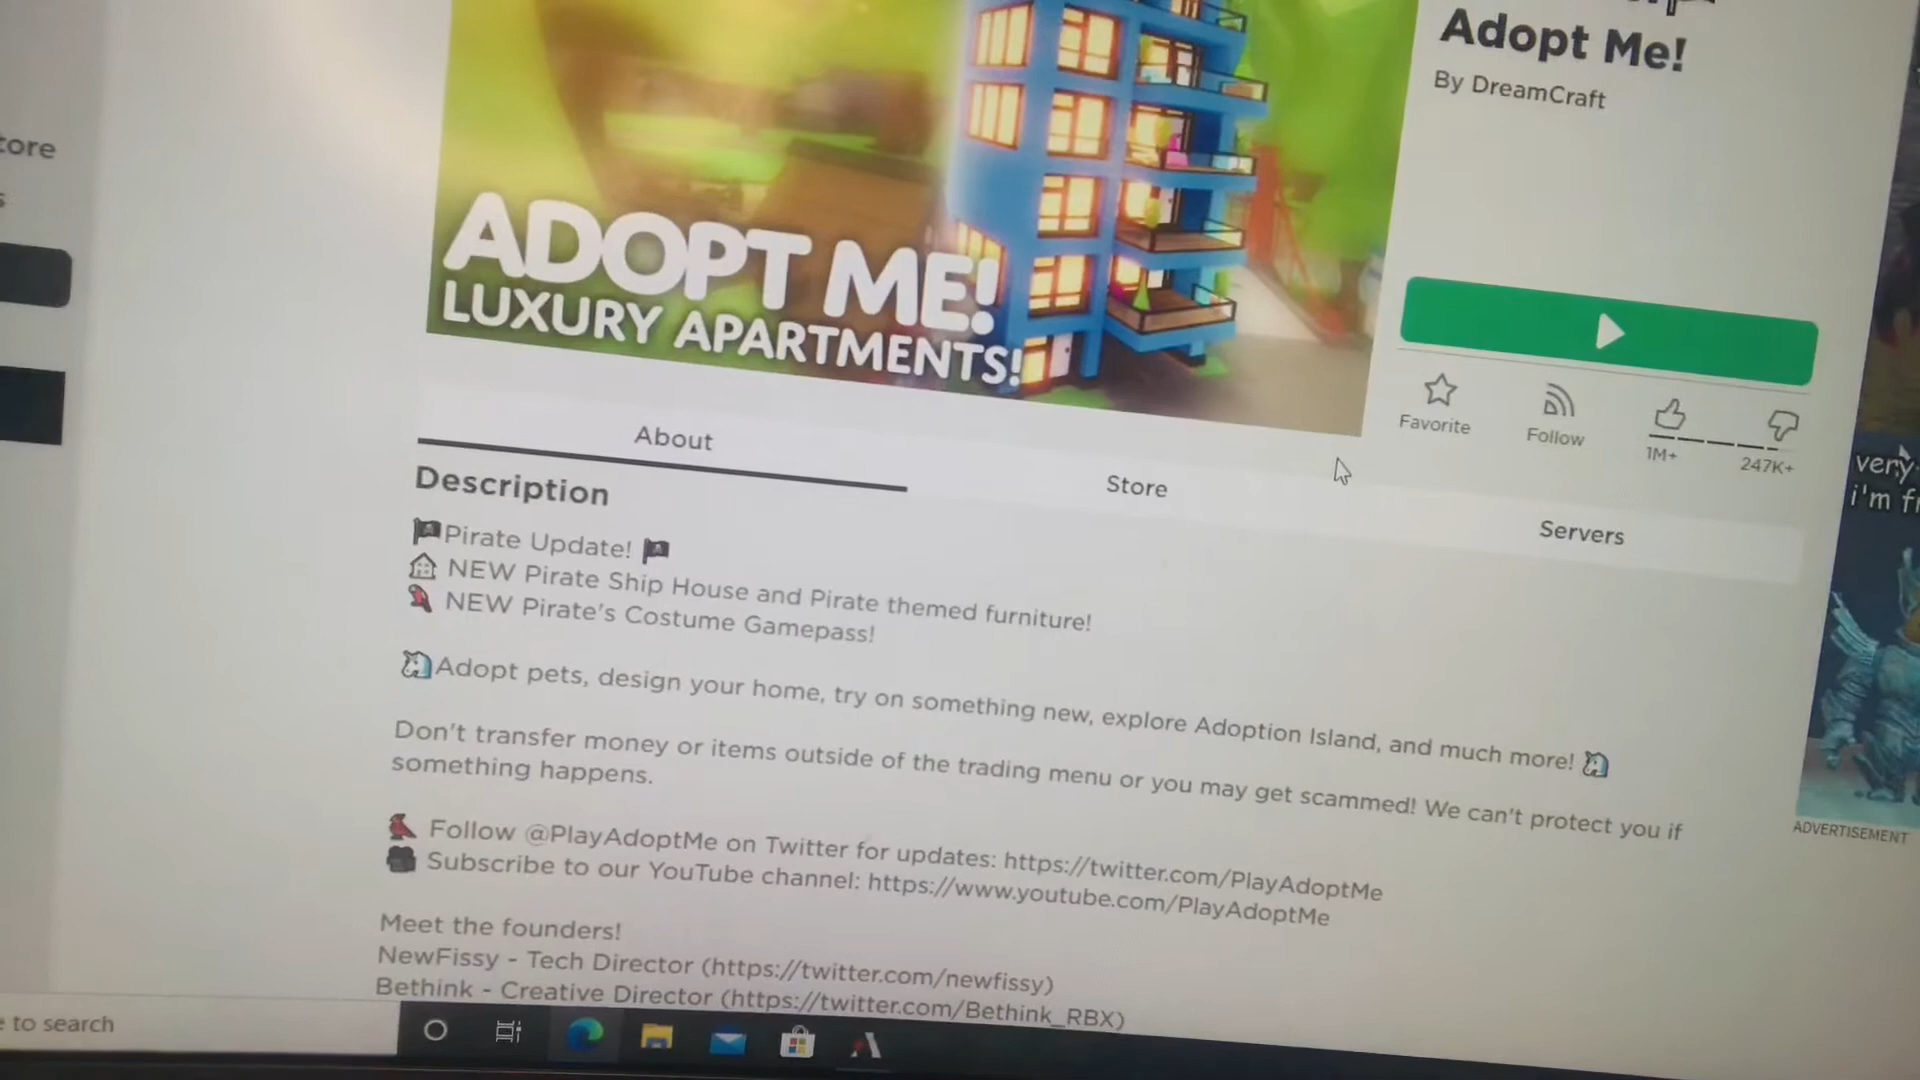 Adopt Me!
By DreamCraft
tore
s
ADOPT ME!
LUXURY APARTMENTS!
Favorite
Follow
1M+
247K+
very
i'm fr
About
Store
Servers
Description
Pirate Update!
NEW Pirate Ship House and Pirate themed furniture!
NEW Pirate's Costume Gamepass!
Adopt pets, design your home, try on something new, explore Adoption Island, and much more!
Don't transfer money or items outside of the trading menu or you may get scammed! We can't protect you if
something happens.
ADVERTISEMENT
Follow @PlayAdoptMe on Twitter for updates: https://twitter.com/PlayAdoptMe
Subscribe to our YouTube channel: https://www.youtube.com/PlayAdoptMe
Meet the founders!
NewFissy - Tech Director (https://twitter.com/newfissy)
Bethink - Creative Director (https://twitter.com/Bethink_RBX)
e to search